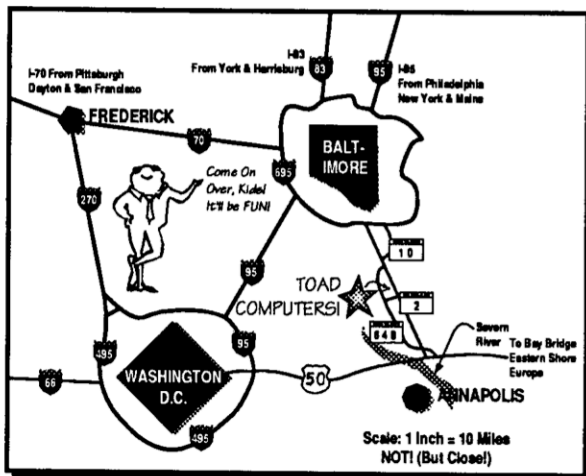 I-83
From York & Harrisburg
83
95
I-95
From Philadelphia
New York & Maine
I-70 From Pittsburgh
Dayton & San Francisco
FREDERICK
70
BALT-
IMORE
695
Come On
Over, Kids!
It'll be FUN!
270
10
95
TOAD
COMPUTERS!
2
648
Severn
River
To Bay Bridge
Eastern Shore
Europe
495
95
66
WASHINGTON
D.C.
50
ANNAPOLIS
495
Scale: 1 Inch = 10 Miles
NOT! (But Close!)